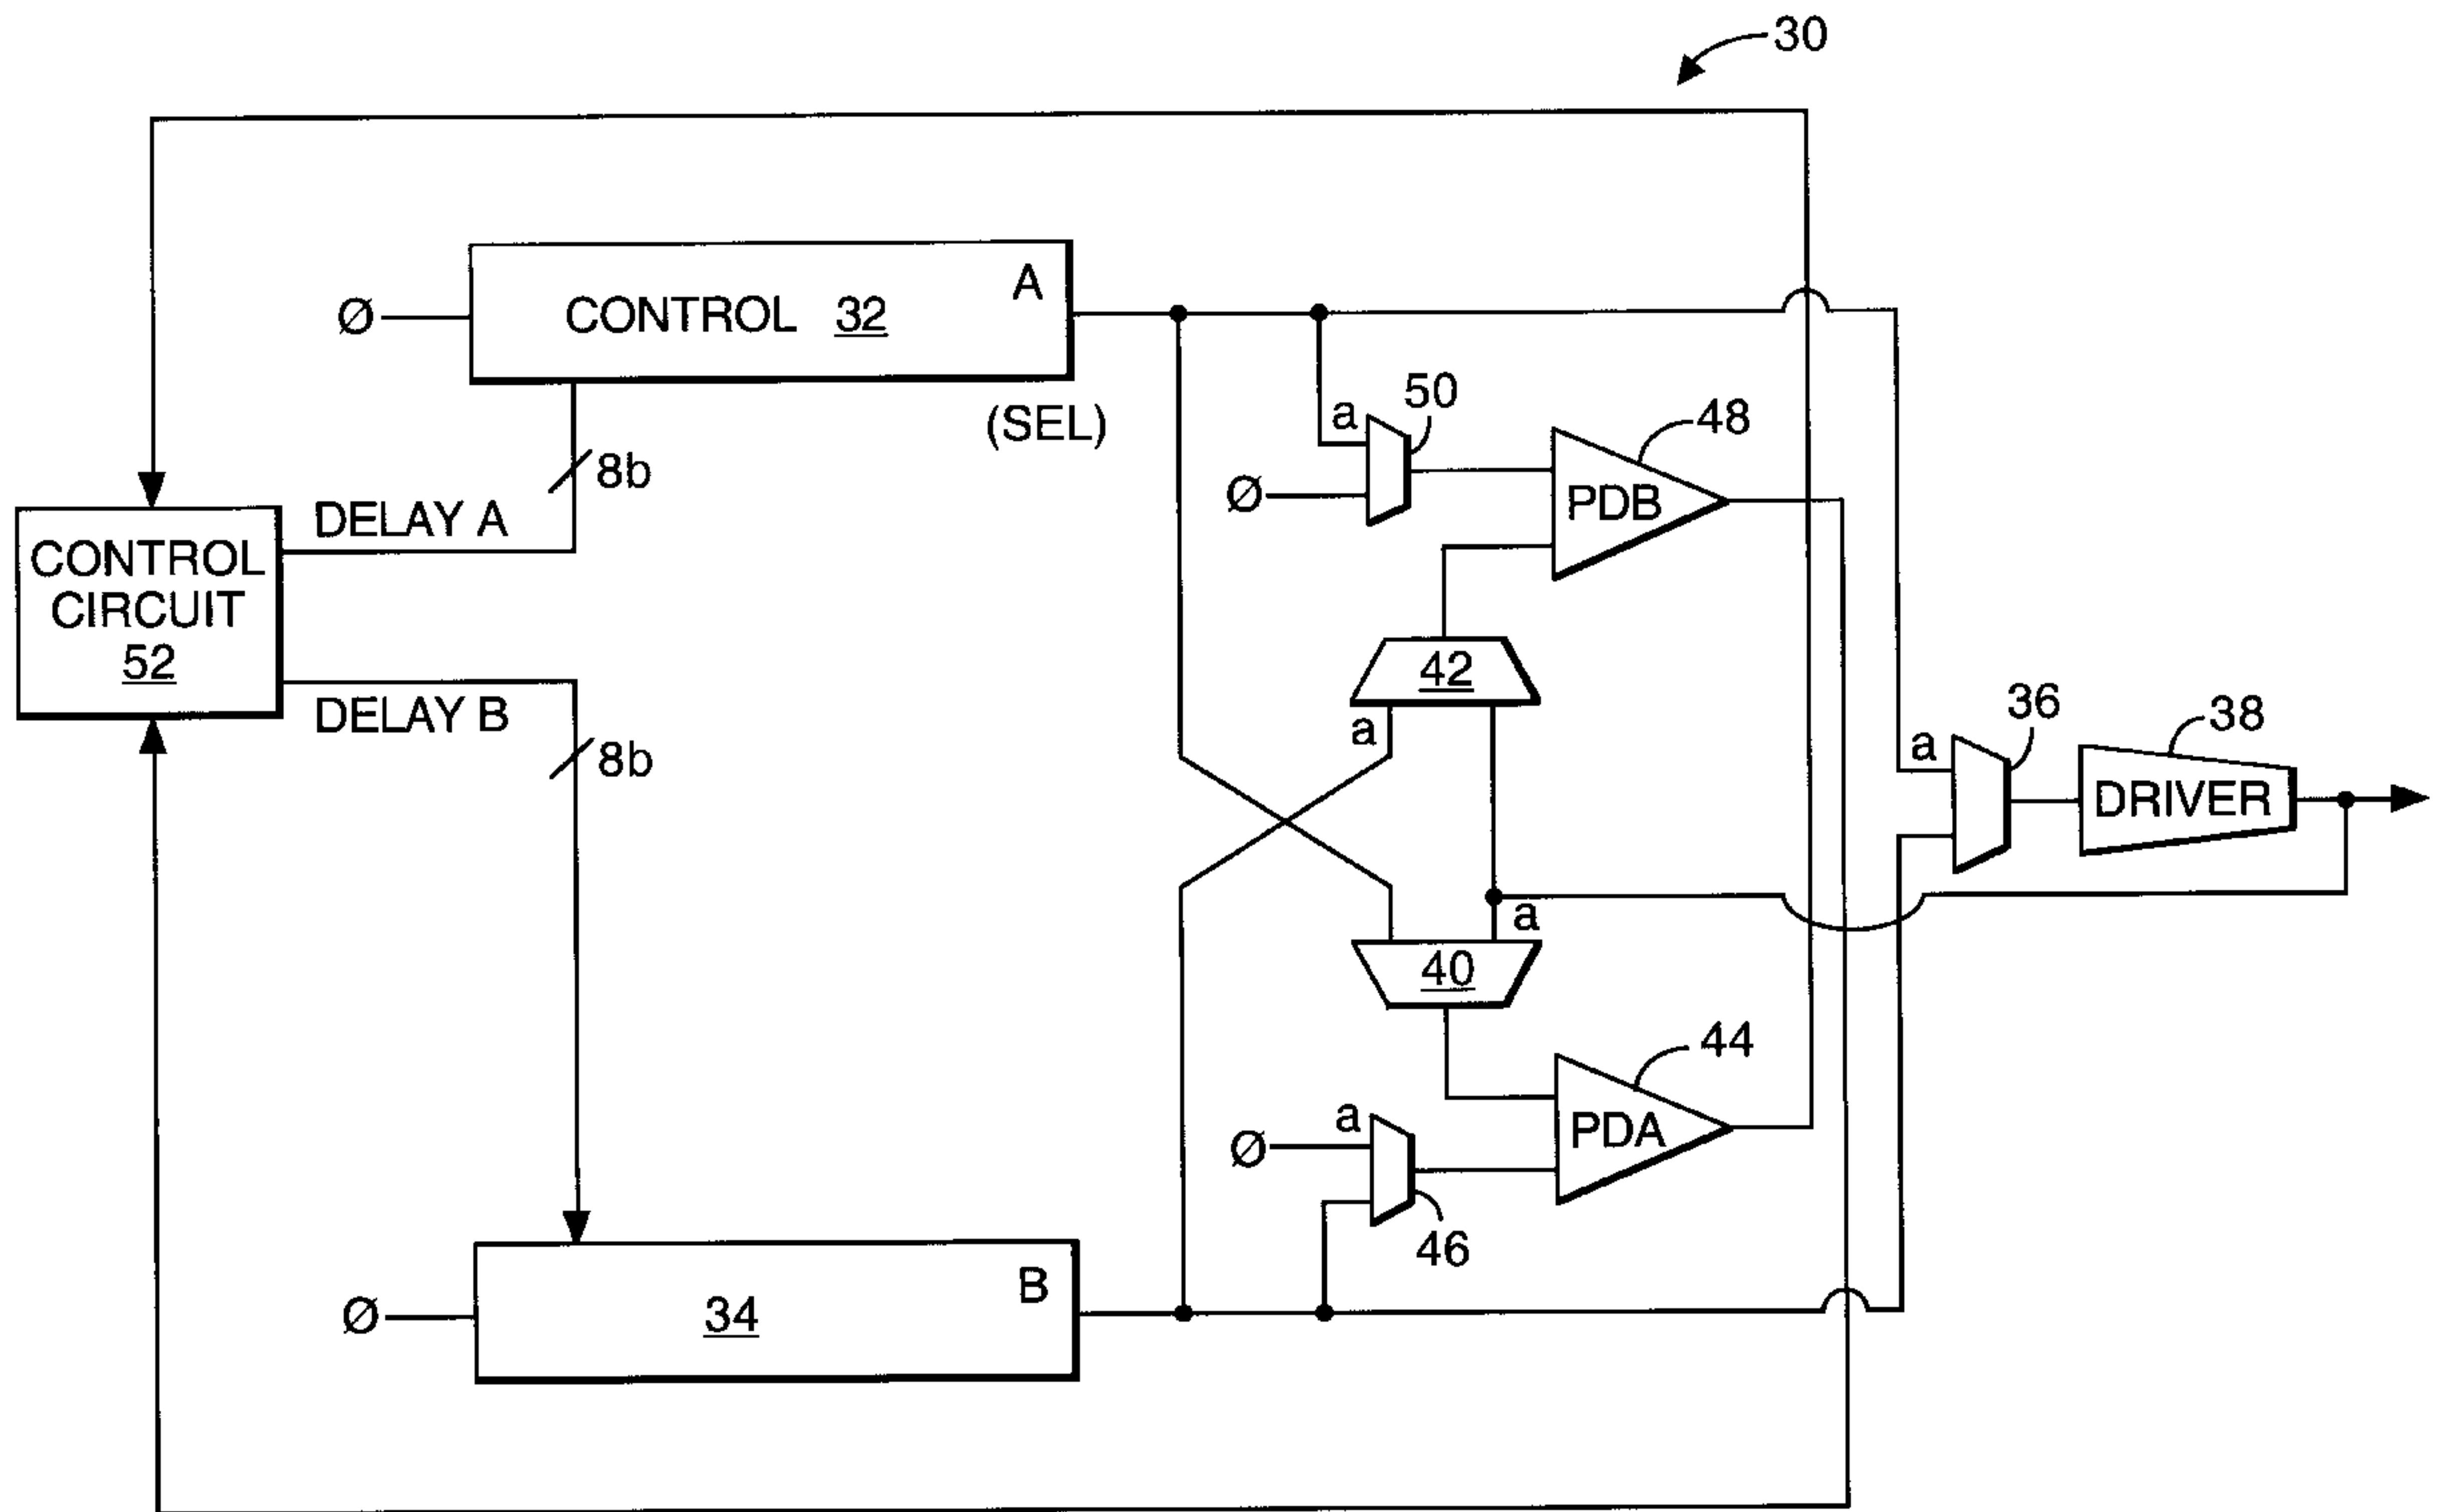 30
A
Ø
CONTROL 32
50
(SEL)
a
48
8b
Ø
PDB
DELAY A
CONTROL
CIRCUIT
52
42
DELAY B
a
36
38
8b
a
DRIVER
a
40
44
a
Ø
PDA
46
B
Ø
34